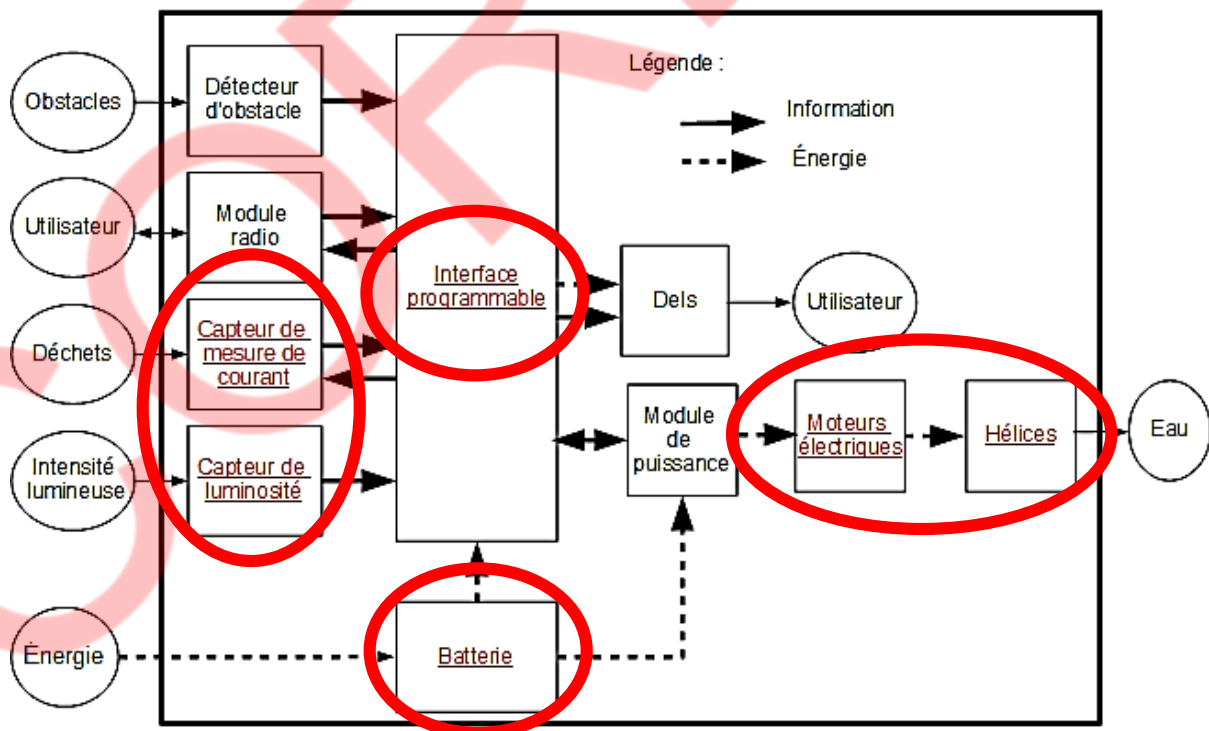 Légende :
Obstacles
Détecteur
d'obstacle
Information
Énergie
Utilisateur
Module
radio
Interface
programmable
Dels
Utilisateur
Déchets
Capteur de
mesure de
courant
Module
de
puissance
Moteurs
électriques
Hélices
Eau
Intensité
lumineuse
Capteur de
luminosité
Énergie
Batterie